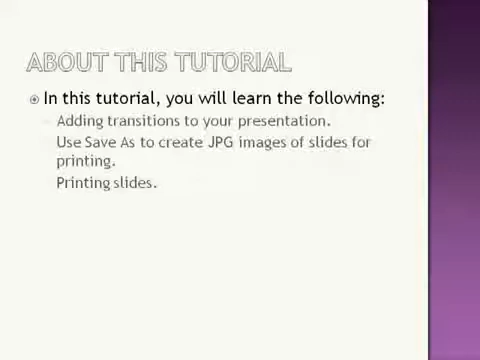 ABOUT THIS TUTORIAL
In this tutorial, you will learn the following:
Adding transitions to your presentation.
Use Save As to create JPG images of slides for
printing.
Printing slides.